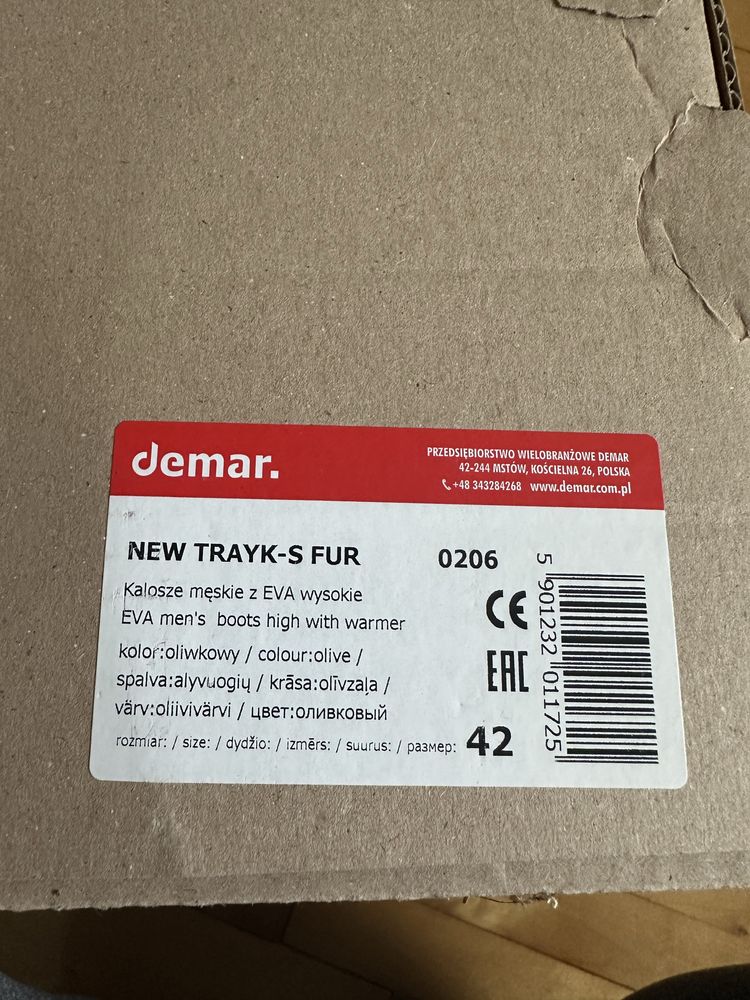 demar.
PRZEDSIĘBIORSTWO WIELOBRANŻOWE DEMAR
42-244 MSTÓW, KOŚCIELNA 26, POLSKA
+48 343284268 www.demar.com.pl
NEW TRAYK-S FUR 0206
Kalosze męskie z EVA wysokie
EVA men's boots high with warmer
CE
kolor:oliwkowy / colour:olive /
spalva:alyvuogių / krāsa:olīvzaļa /
värv:oliivivärvi / цвет:оливковый
EAC
rozmiar: / size: / dydžio: / izmērs: / suurus: / размер: 42
5 901232 011725